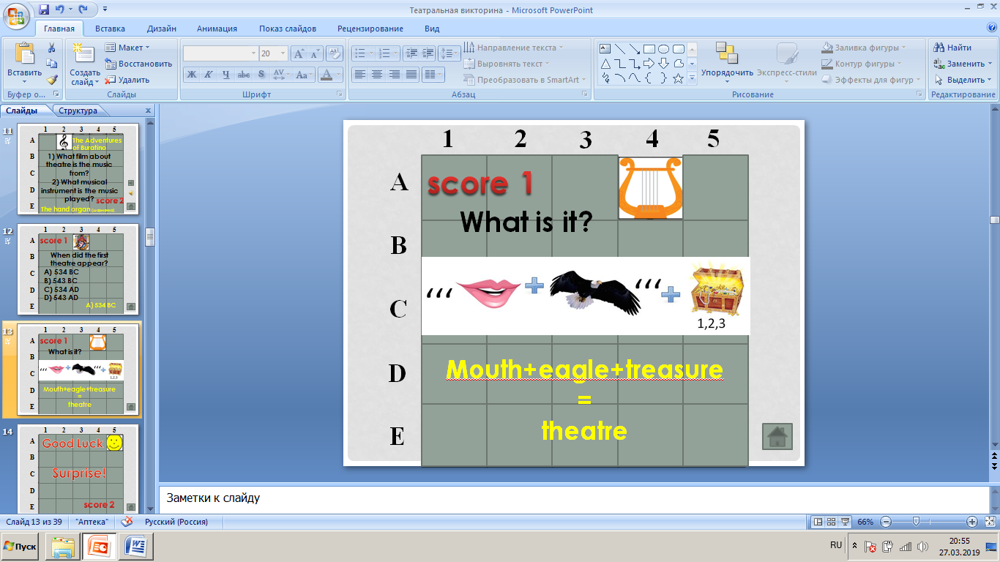 Театральная викторина - Microsoft PowerPoint
Главная Вставка Дизайн Анимация Показ слайдов Рецензирование Вид
Вставить
Буфер о...
Создать слайд
Макет
Восстановить
Удалить
Слайды
20
Ж К Ч abc S AV Aa A
Шрифт
Направление текста
Выровнять текст
Преобразовать в SmartArt
Абзац
Упорядочить
Экспресс-стили
Заливка фигуры
Контур фигуры
Эффекты для фигур
Рисование
Найти
Заменить
Выделить
Редактирование
Слайды Структура x
11
1 2 3 4 5
A B C D E
The Adventures
of Buratino
1) What film about
theatre is the music
from?
2) What musical
instrument is the music
played? score 2
The hand organ (шарманка)
12
1 2 3 4 5
A B C D E
score 1
When did the first
theatre appear?
A) 534 BC
B) 543 BC
C) 534 AD
D) 543 AD
A) 534 BC
13
1 2 3 4 5
A B C D E
score 1
What is it?
1,2,3
Mouth+eagle+treasure
=
theatre
14
1 2 3 4 5
A B C D E
Good Luck
Surprise!
score 2
1 2 3 4 5
A score 1
What is it?
B
,,, + ,,, +
C
1,2,3
D Mouth+eagle+treasure
=
E theatre
Заметки к слайду
Слайд 13 из 39 "Аптека" Русский (Россия) 66%
Пуск
RU
20:55
27.03.2019